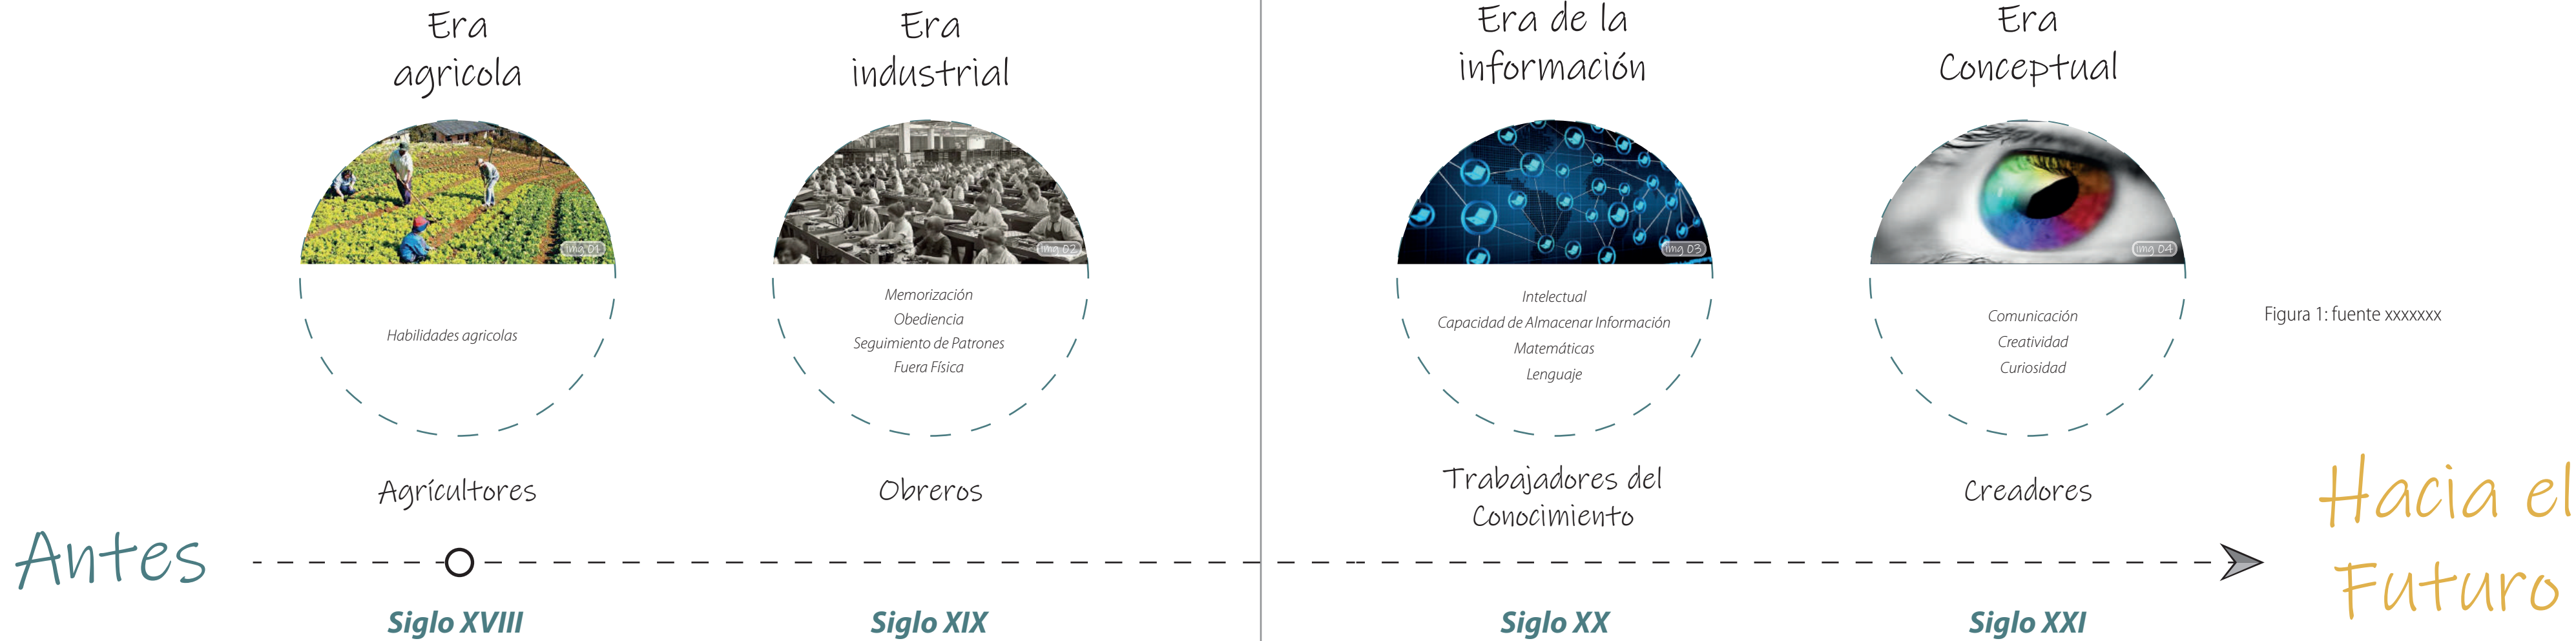 Era
agricola
img 01
Habilidades agricolas
Agrícultores
Siglo XVIII
Era
industrial
img 02
Memorización
Obediencia
Seguimiento de Patrones
Fuera Física
Obreros
Siglo XIX
Era de la
información
img 03
Intelectual
Capacidad de Almacenar Información
Matemáticas
Lenguaje
Trabajadores del
Conocimiento
Siglo XX
Era
Conceptual
img 04
Comunicación
Creatividad
Curiosidad
Creadores
Siglo XXI
Figura 1: fuente xxxxxxx
Antes
Hacia el
Futuro